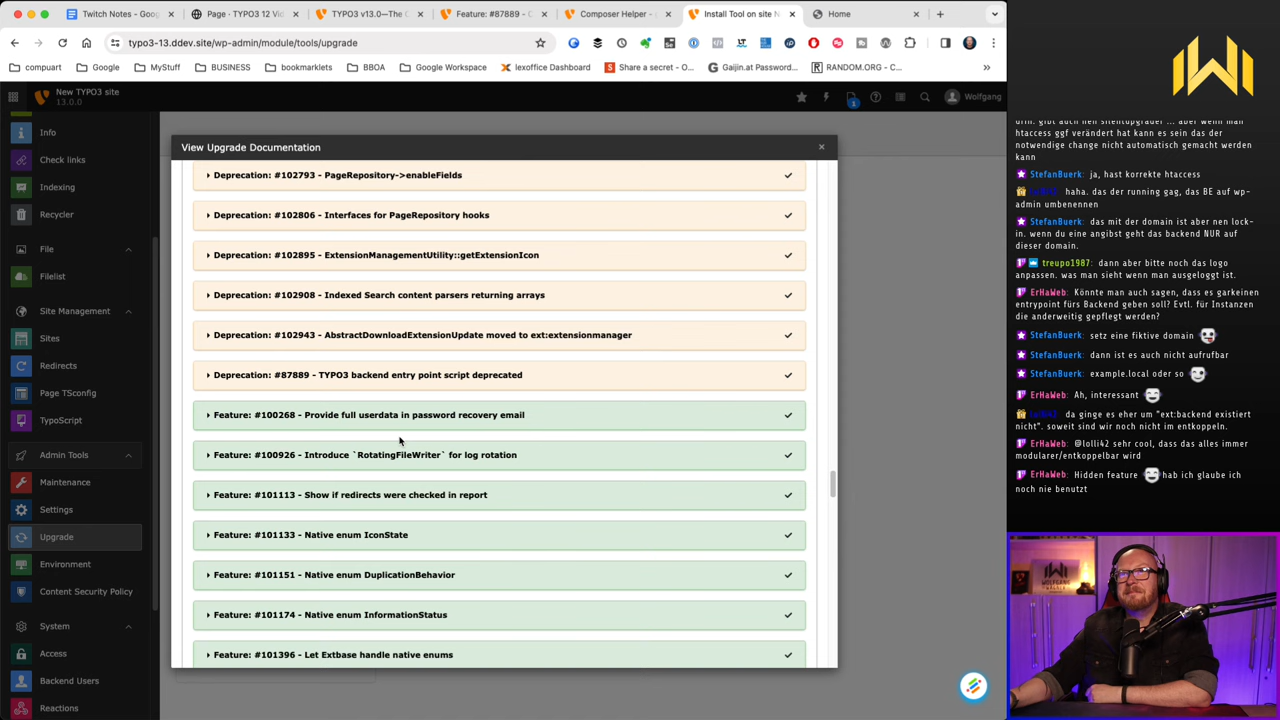 Twitch Notes - Goog
Page · TYPO3 12 Vid
TYPO3 v13.0—The C
Feature: #87889 - C
Composer Helper -
Install Tool on site N
Home
typo3-13.ddev.site/wp-admin/module/tools/upgrade
compuart
Google
MyStuff
BUSINESS
bookmarklets
BBOA
Google Workspace
lexoffice Dashboard
Share a secret - O...
Gaijin.at Password...
RANDOM.ORG - C...
»
New TYPO3 site
13.0.0
1
Wolfgang
Info
Check links
Indexing
Recycler
File
Filelist
Site Management
Sites
Redirects
Page TSconfig
TypoScript
Admin Tools
Maintenance
Settings
Upgrade
Environment
Content Security Policy
System
Access
Backend Users
Reactions
View Upgrade Documentation
Deprecation: #102793 - PageRepository->enableFields
Deprecation: #102806 - Interfaces for PageRepository hooks
Deprecation: #102895 - ExtensionManagementUtility::getExtensionIcon
Deprecation: #102908 - Indexed Search content parsers returning arrays
Deprecation: #102943 - AbstractDownloadExtensionUpdate moved to ext:extensionmanager
Deprecation: #87889 - TYPO3 backend entry point script deprecated
Feature: #100268 - Provide full userdata in password recovery email
Feature: #100926 - Introduce `RotatingFileWriter` for log rotation
Feature: #101113 - Show if redirects were checked in report
Feature: #101133 - Native enum IconState
Feature: #101151 - Native enum DuplicationBehavior
Feature: #101174 - Native enum InformationStatus
Feature: #101396 - Let Extbase handle native enums
drin. gibt auch nen silentupgrader ... aber wenn man
htaccess ggf verändert hat kann es sein das der
notwendige change nicht automatisch gemacht werden
kann
StefanBuerk: ja, hast korrekte htaccess
lolli42: haha. das der running gag, das BE auf wp-
admin umbenennen
StefanBuerk: das mit der domain ist aber nen lock-
in. wenn du eine angibst geht das backend NUR auf
dieser domain.
treupo1987: dann aber bitte noch das logo
anpassen. was man sieht wenn man ausgeloggt ist.
ErHaWeb: Könnte man auch sagen, dass es garkeinen
entrypoint fürs Backend geben soll? Evtl. für Instanzen
die anderweitig gepflegt werden?
StefanBuerk: setz eine fiktive domain
StefanBuerk: dann ist es auch nicht aufrufbar
StefanBuerk: example.local oder so
ErHaWeb: Ah, interessant
lolli42: da ginge es eher um "ext:backend existiert
nicht". soweit sind wir noch nicht im entkoppeln.
ErHaWeb: @lolli42 sehr cool, dass das alles immer
modularer/entkoppelbar wird
ErHaWeb: Hidden feature hab ich glaube ich
noch nie benutzt